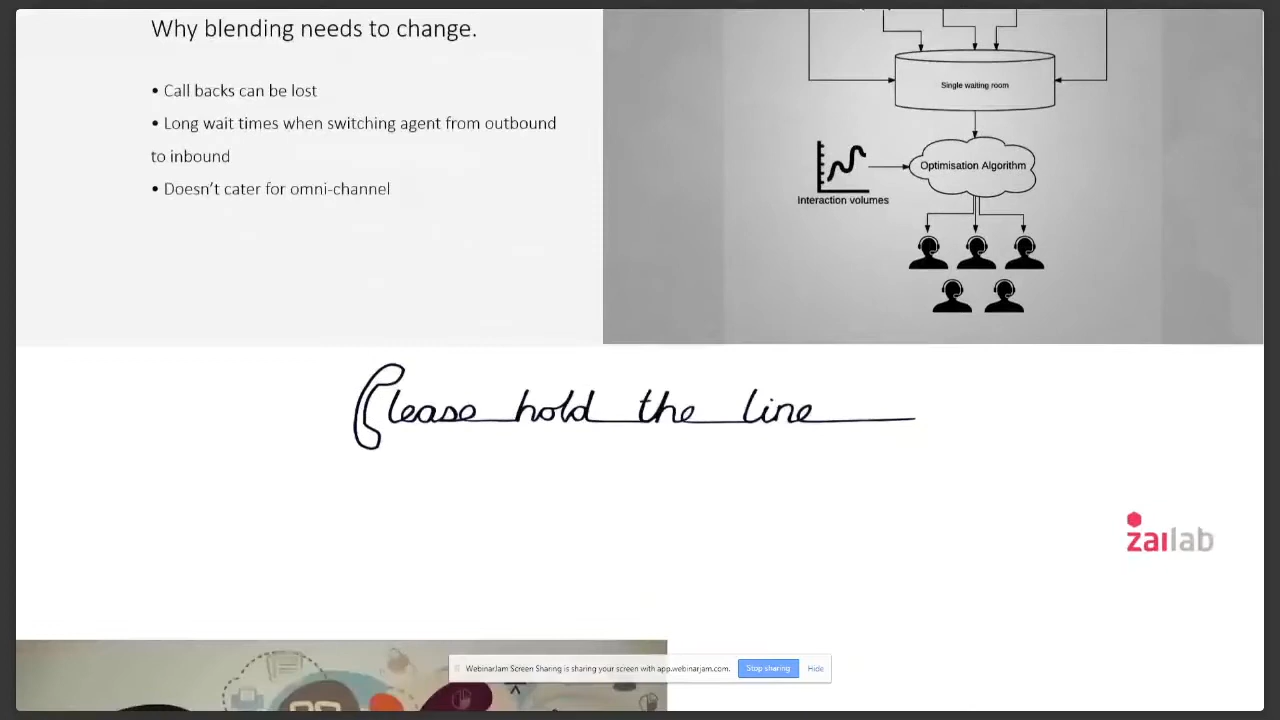 Why blending needs to change.
• Call backs can be lost
• Long wait times when switching agent from outbound
to inbound
• Doesn't cater for omni-channel
Single waiting room
Optimisation Algorithm
Interaction volumes
Please hold the line
zailab
WebinarJam Screen Sharing is sharing your screen with app.webinarjam.com.
Stop sharing
Hide